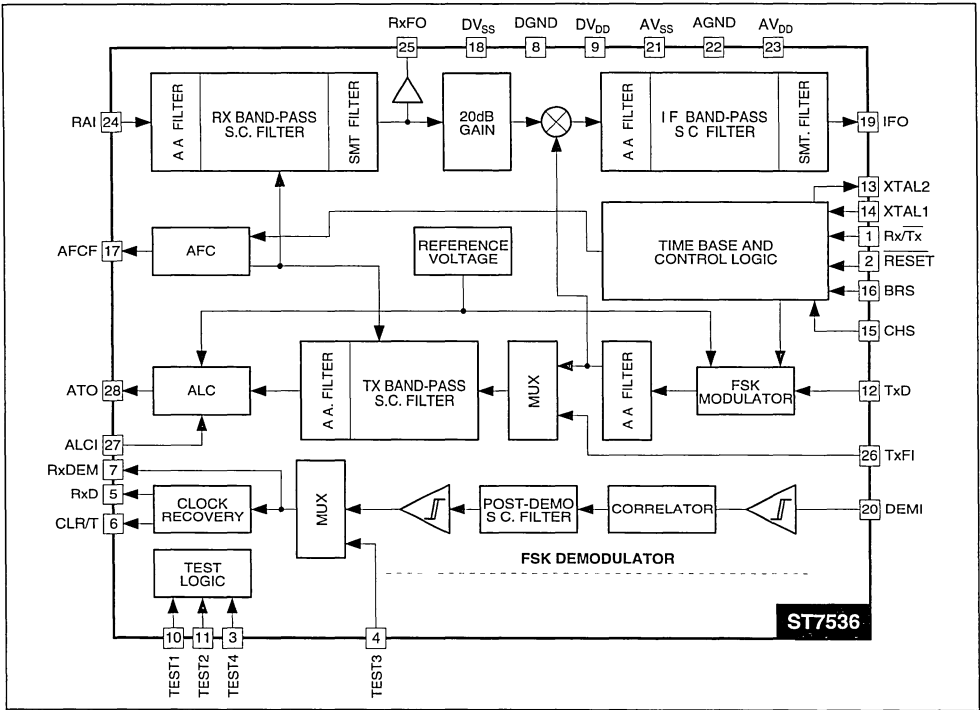 RxFO DVSS DGND DVDD AVSS AGND AVDD
25 18 8 9 21 22 23
RAI 24
A A FILTER
RX BAND-PASS
S.C. FILTER
SMT FILTER
20dB
GAIN
A A FILTER
I F BAND-PASS
S C FILTER
SMT. FILTER
19 IFO
13 XTAL2
14 XTAL1
1 Rx/Tx
2 RESET
16 BRS
15 CHS
AFCF 17
AFC
REFERENCE
VOLTAGE
TIME BASE AND
CONTROL LOGIC
ATO 28
ALC
A A. FILTER
TX BAND-PASS
S.C. FILTER
MUX
A A FILTER
FSK
MODULATOR
12 TxD
ALCI 27
26 TxFI
RxDEM 7
RxD 5
CLR/T 6
CLOCK
RECOVERY
MUX
POST-DEMO
S C. FILTER
CORRELATOR
20 DEMI
FSK DEMODULATOR
TEST
LOGIC
ST7536
10 11 3 4
TEST1 TEST2 TEST4 TEST3